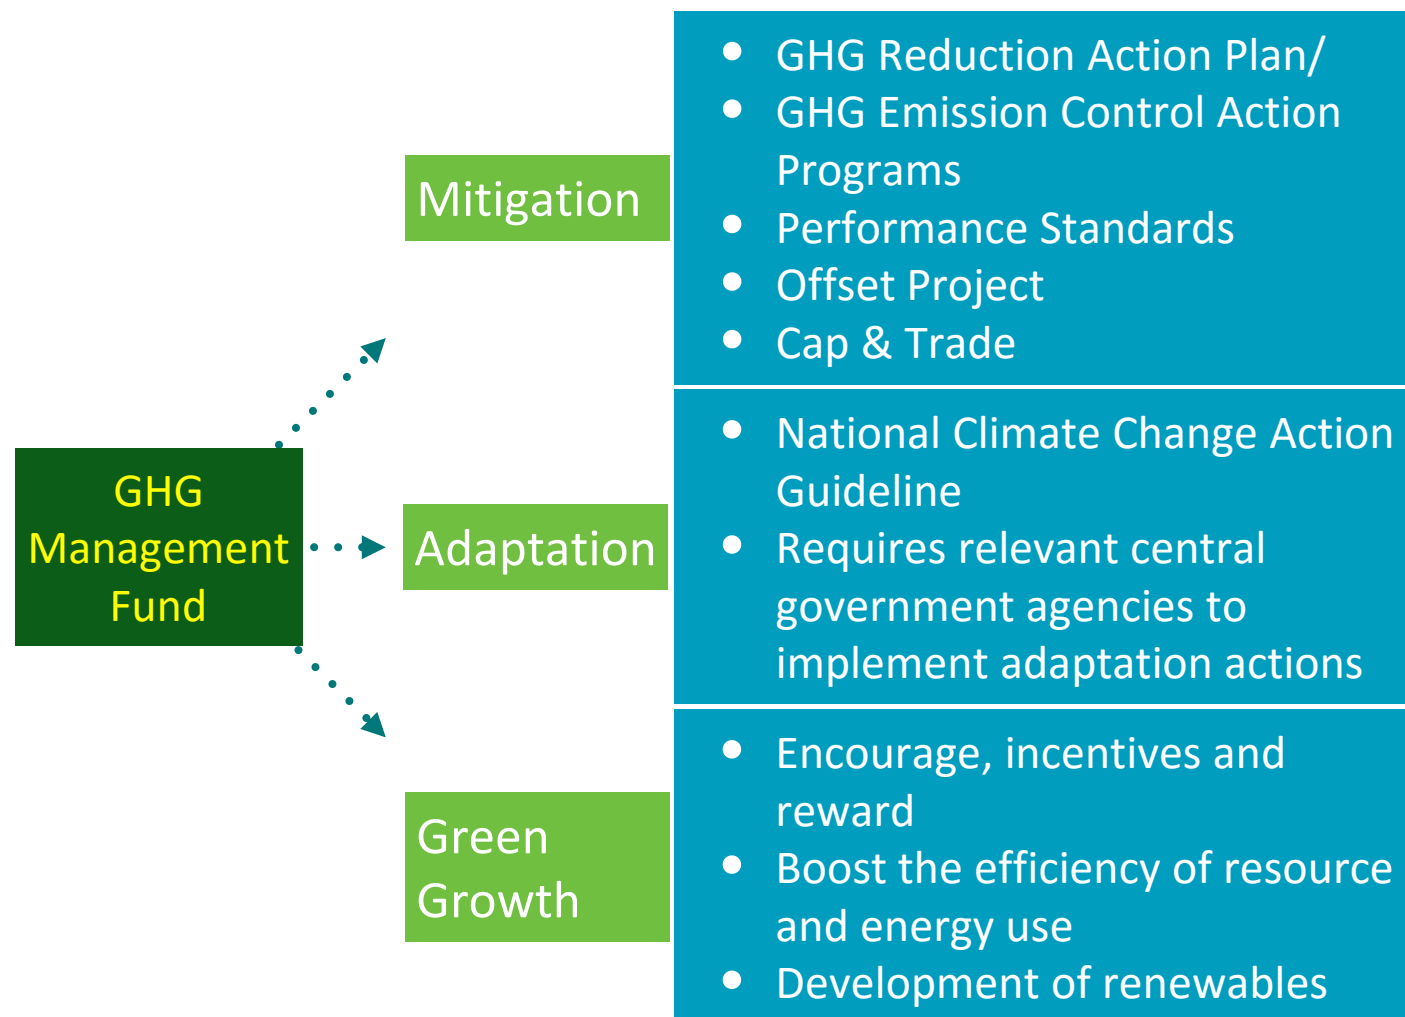 GHG
Management
Fund
Mitigation
• GHG Reduction Action Plan/
• GHG Emission Control Action
Programs
• Performance Standards
• Offset Project
• Cap & Trade
Adaptation
• National Climate Change Action
Guideline
• Requires relevant central
government agencies to
implement adaptation actions
Green
Growth
• Encourage, incentives and
reward
• Boost the efficiency of resource
and energy use
• Development of renewables